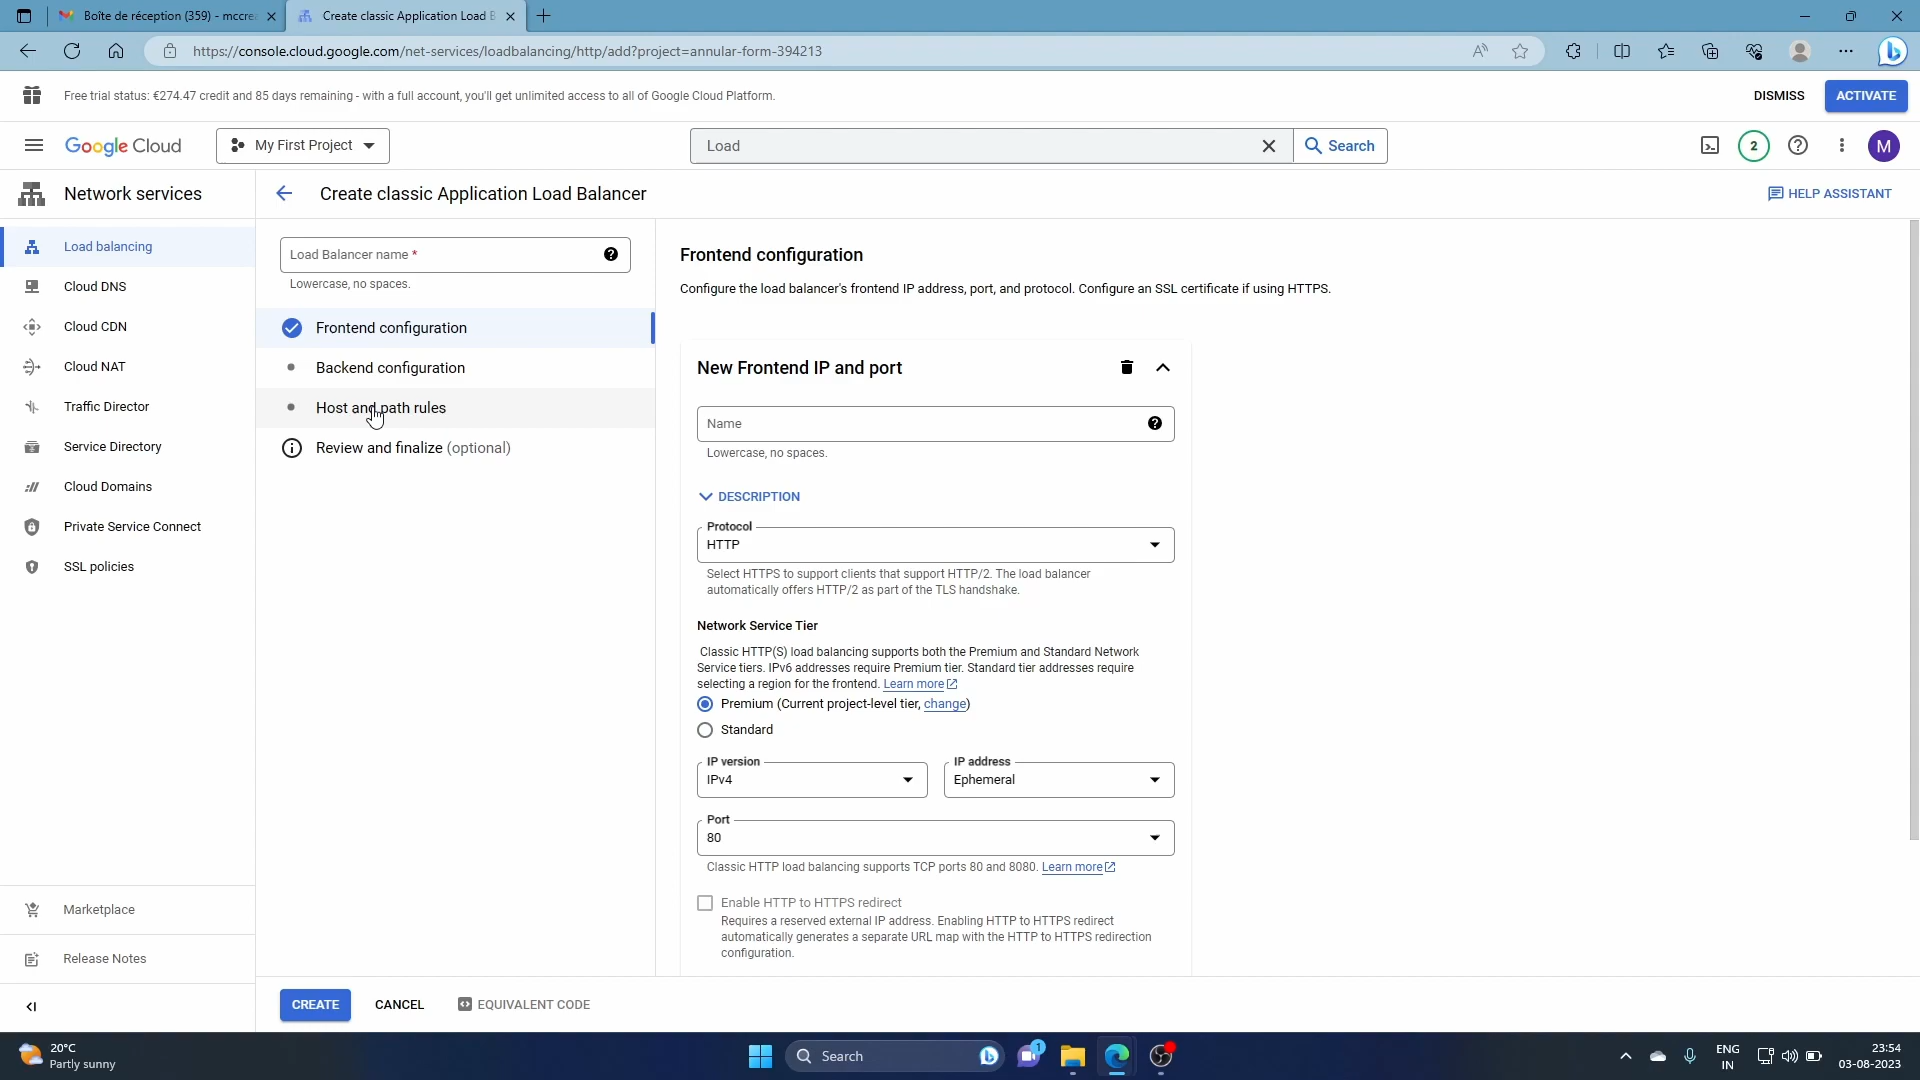 Boîte de réception (359) - mccrea
Create classic Application Load B
https://console.cloud.google.com/net-services/loadbalancing/http/add?project=annular-form-394213
Free trial status: €274.47 credit and 85 days remaining - with a full account, you'll get unlimited access to all of Google Cloud Platform.
DISMISS
ACTIVATE
Google Cloud
My First Project
Load
Search
2
M
Network services
Create classic Application Load Balancer
HELP ASSISTANT
Load balancing
Cloud DNS
Cloud CDN
Cloud NAT
Traffic Director
Service Directory
Cloud Domains
Private Service Connect
SSL policies
Marketplace
Release Notes
Load Balancer name *
Lowercase, no spaces.
Frontend configuration
Backend configuration
Host and path rules
Review and finalize (optional)
Frontend configuration
Configure the load balancer's frontend IP address, port, and protocol. Configure an SSL certificate if using HTTPS.
New Frontend IP and port
Name
Lowercase, no spaces.
DESCRIPTION
Protocol
HTTP
Select HTTPS to support clients that support HTTP/2. The load balancer
automatically offers HTTP/2 as part of the TLS handshake.
Network Service Tier
Classic HTTP(S) load balancing supports both the Premium and Standard Network
Service tiers. IPv6 addresses require Premium tier. Standard tier addresses require
selecting a region for the frontend. Learn more
Premium (Current project-level tier, change)
Standard
IP version
IPv4
IP address
Ephemeral
Port
80
Classic HTTP load balancing supports TCP ports 80 and 8080. Learn more
Enable HTTP to HTTPS redirect
Requires a reserved external IP address. Enabling HTTP to HTTPS redirect
automatically generates a separate URL map with the HTTP to HTTPS redirection
configuration.
CREATE
CANCEL
EQUIVALENT CODE
20°C
Partly sunny
Search
1
ENG
IN
23:54
03-08-2023